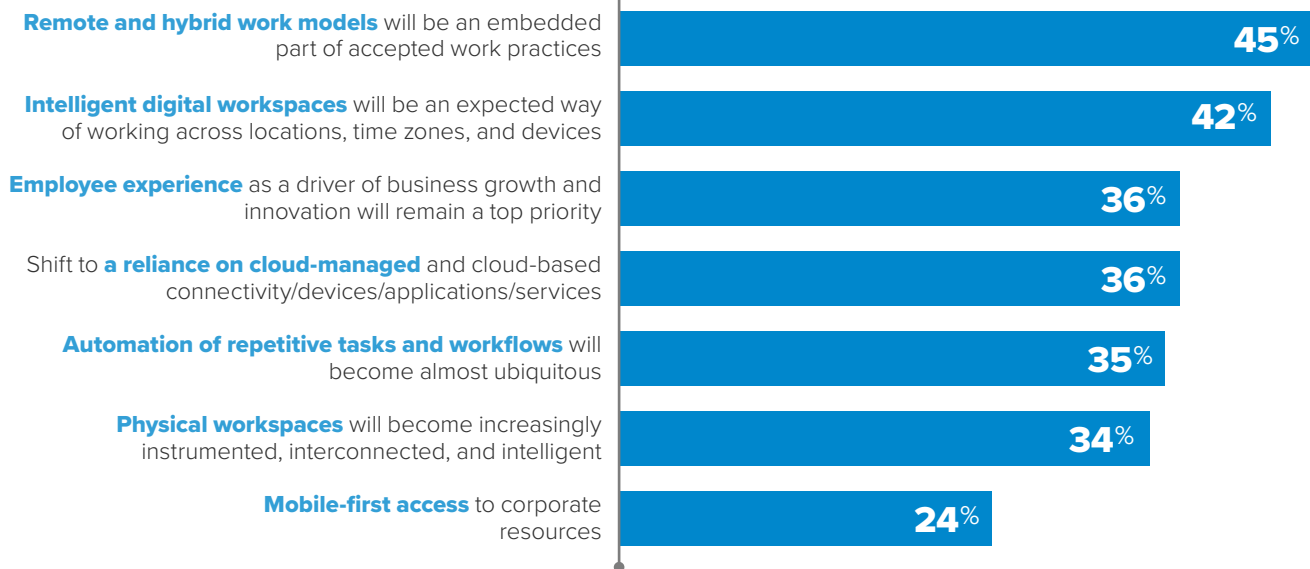 Remote and hybrid work models will be an embedded
part of accepted work practices
45%
Intelligent digital workspaces will be an expected way
of working across locations, time zones, and devices
42%
Employee experience as a driver of business growth and
innovation will remain a top priority
36%
Shift to a reliance on cloud-managed and cloud-based
connectivity/devices/applications/services
36%
Automation of repetitive tasks and workflows will
become almost ubiquitous
35%
Physical workspaces will become increasingly
instrumented, interconnected, and intelligent
34%
Mobile-first access to corporate
resources
24%